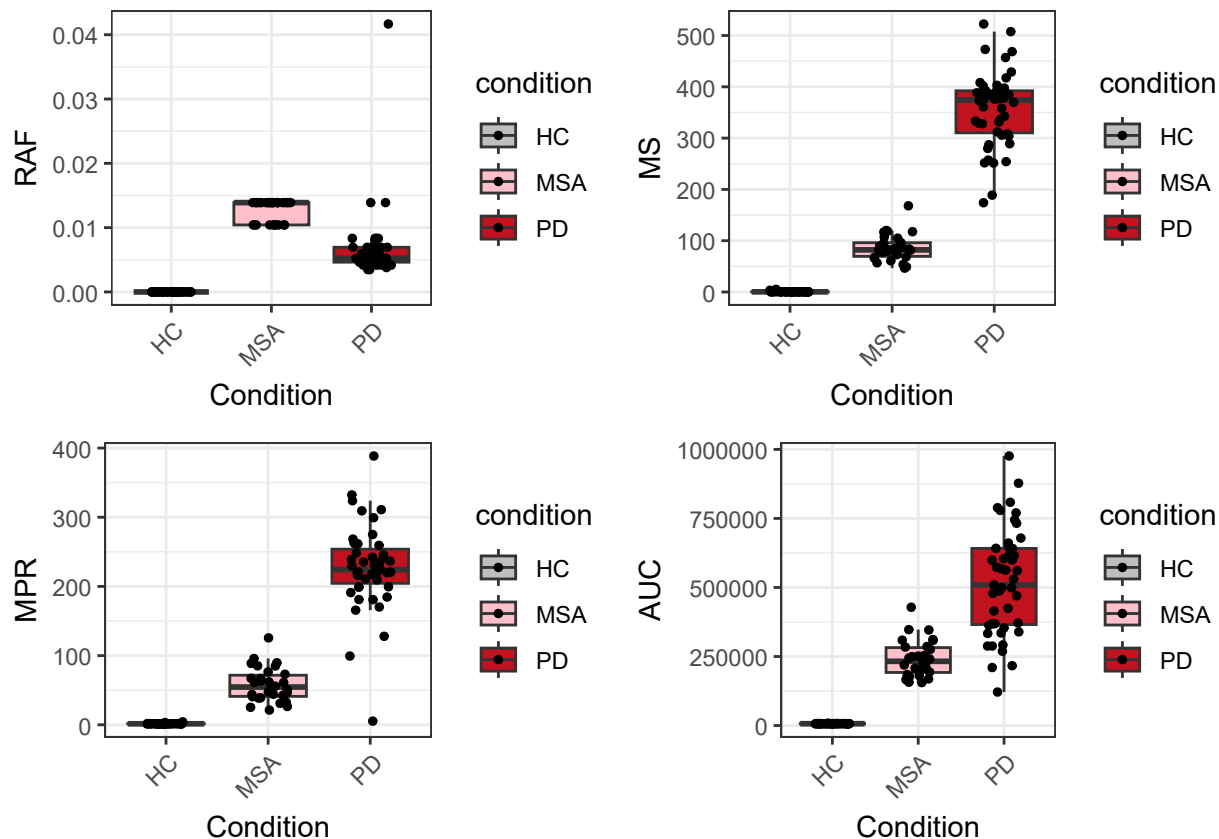 RAF
0.04
0.03
0.02
0.01
0.00
HC
MSA
PD
Condition
condition
HC
MSA
PD
MS
500
400
300
200
100
0
HC
MSA
PD
Condition
condition
HC
MSA
PD
MPR
400
300
200
100
0
HC
MSA
PD
Condition
condition
HC
MSA
PD
AUC
1000000
750000
500000
250000
0
HC
MSA
PD
Condition
condition
HC
MSA
PD